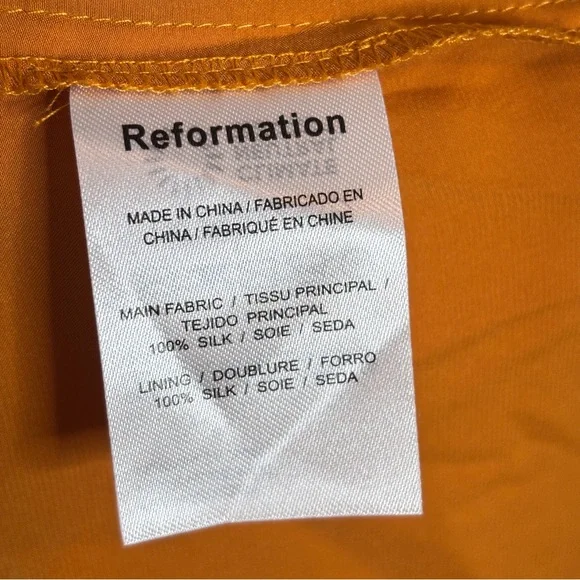 Reformation
MADE IN CHINA / FABRICADO EN
CHINA / FABRIQUÉ EN CHINE
MAIN FABRIC / TISSU PRINCIPAL /
TEJIDO PRINCIPAL
100% SILK / SOIE / SEDA
LINING / DOUBLURE / FORRO
100% SILK / SOIE / SEDA